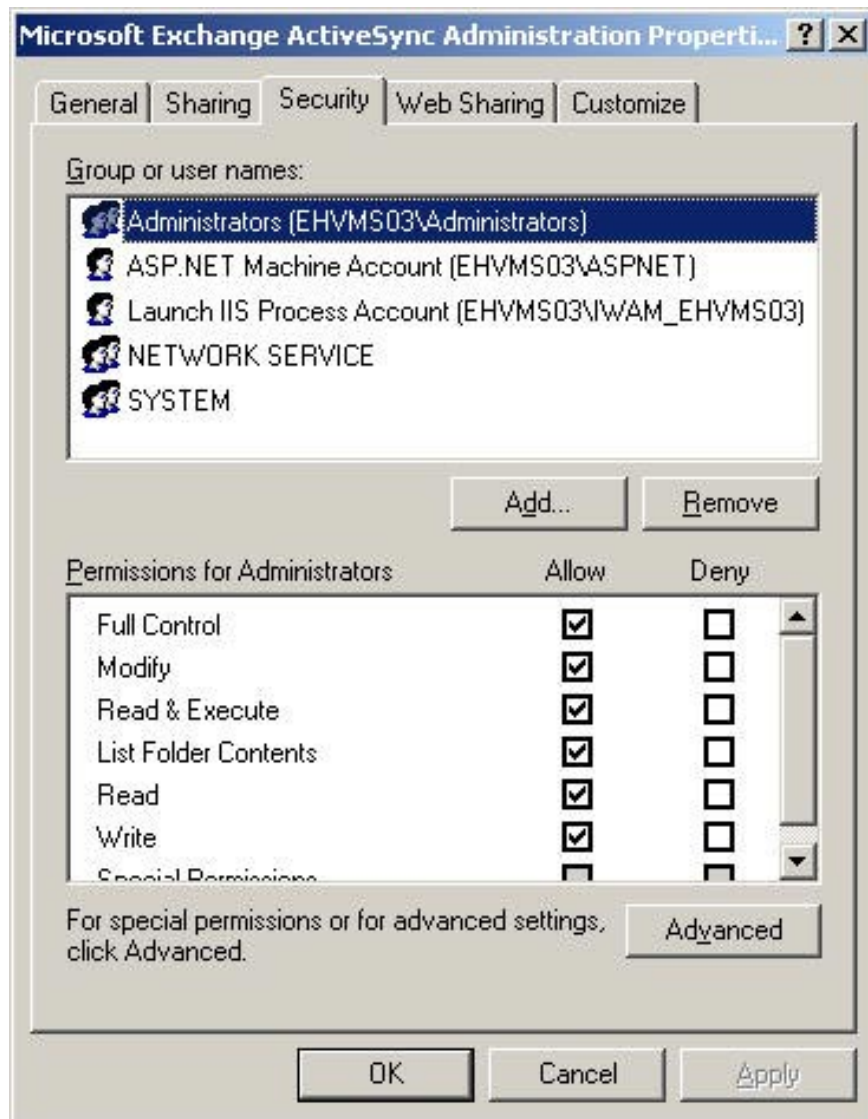 Microsoft Exchange ActiveSync Administration Properti... ? X
General Sharing Security Web Sharing Customize
Group or user names:
Administrators (EHVMS03\Administrators)
ASP.NET Machine Account (EHVMS03\ASPNET)
Launch IIS Process Account (EHVMS03\IWAM_EHVMS03)
NETWORK SERVICE
SYSTEM
Add... Remove
Permissions for Administrators Allow Deny
Full Control
Modify
Read & Execute
List Folder Contents
Read
Write
Special Permissions
For special permissions or for advanced settings,
click Advanced.
Advanced
OK Cancel Apply